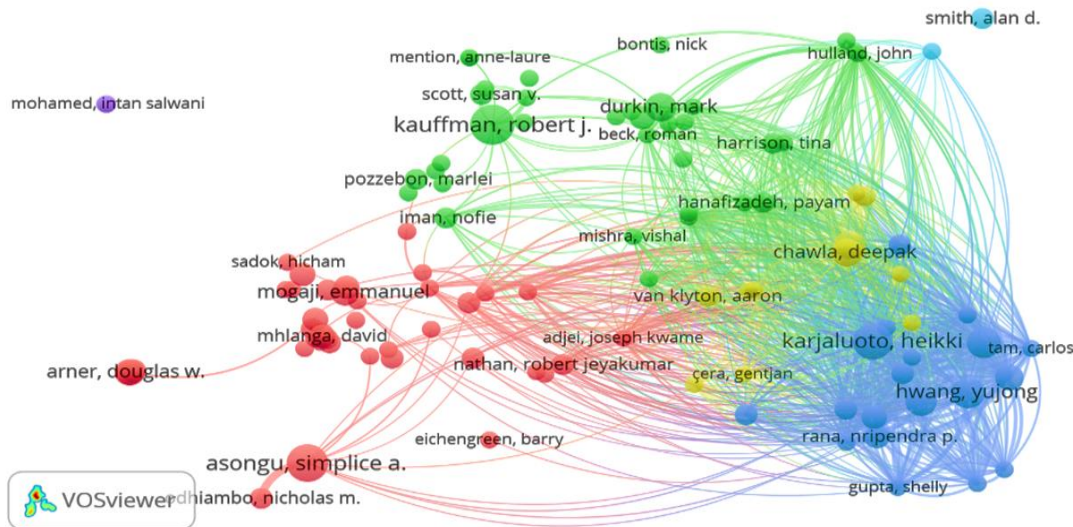 smith, alan d.
bontis, nick
hulland, john
mention, anne-laure
mohamed, intan salwani
scott, susan v.
durkin, mark
kauffman, robert j.
beck, roman
harrison, tina
pozzebon, marlei
hanafizadeh, payam
iman, nofie
mishra, vishal
chawla, deepak
sadok, hicham
mogaji, emmanuel
van klyton, aaron
mhlanga, david
adjei, joseph kwame
karjaluoto, heikki
tam, carlos
arner, douglas w.
nathan, robert jeyakumar
çera, gentjan
hwang, yujong
eichengreen, barry
rana, nripendra p.
asongu, simplice a.
gupta, shelly
VOSviewer
nicholas m.